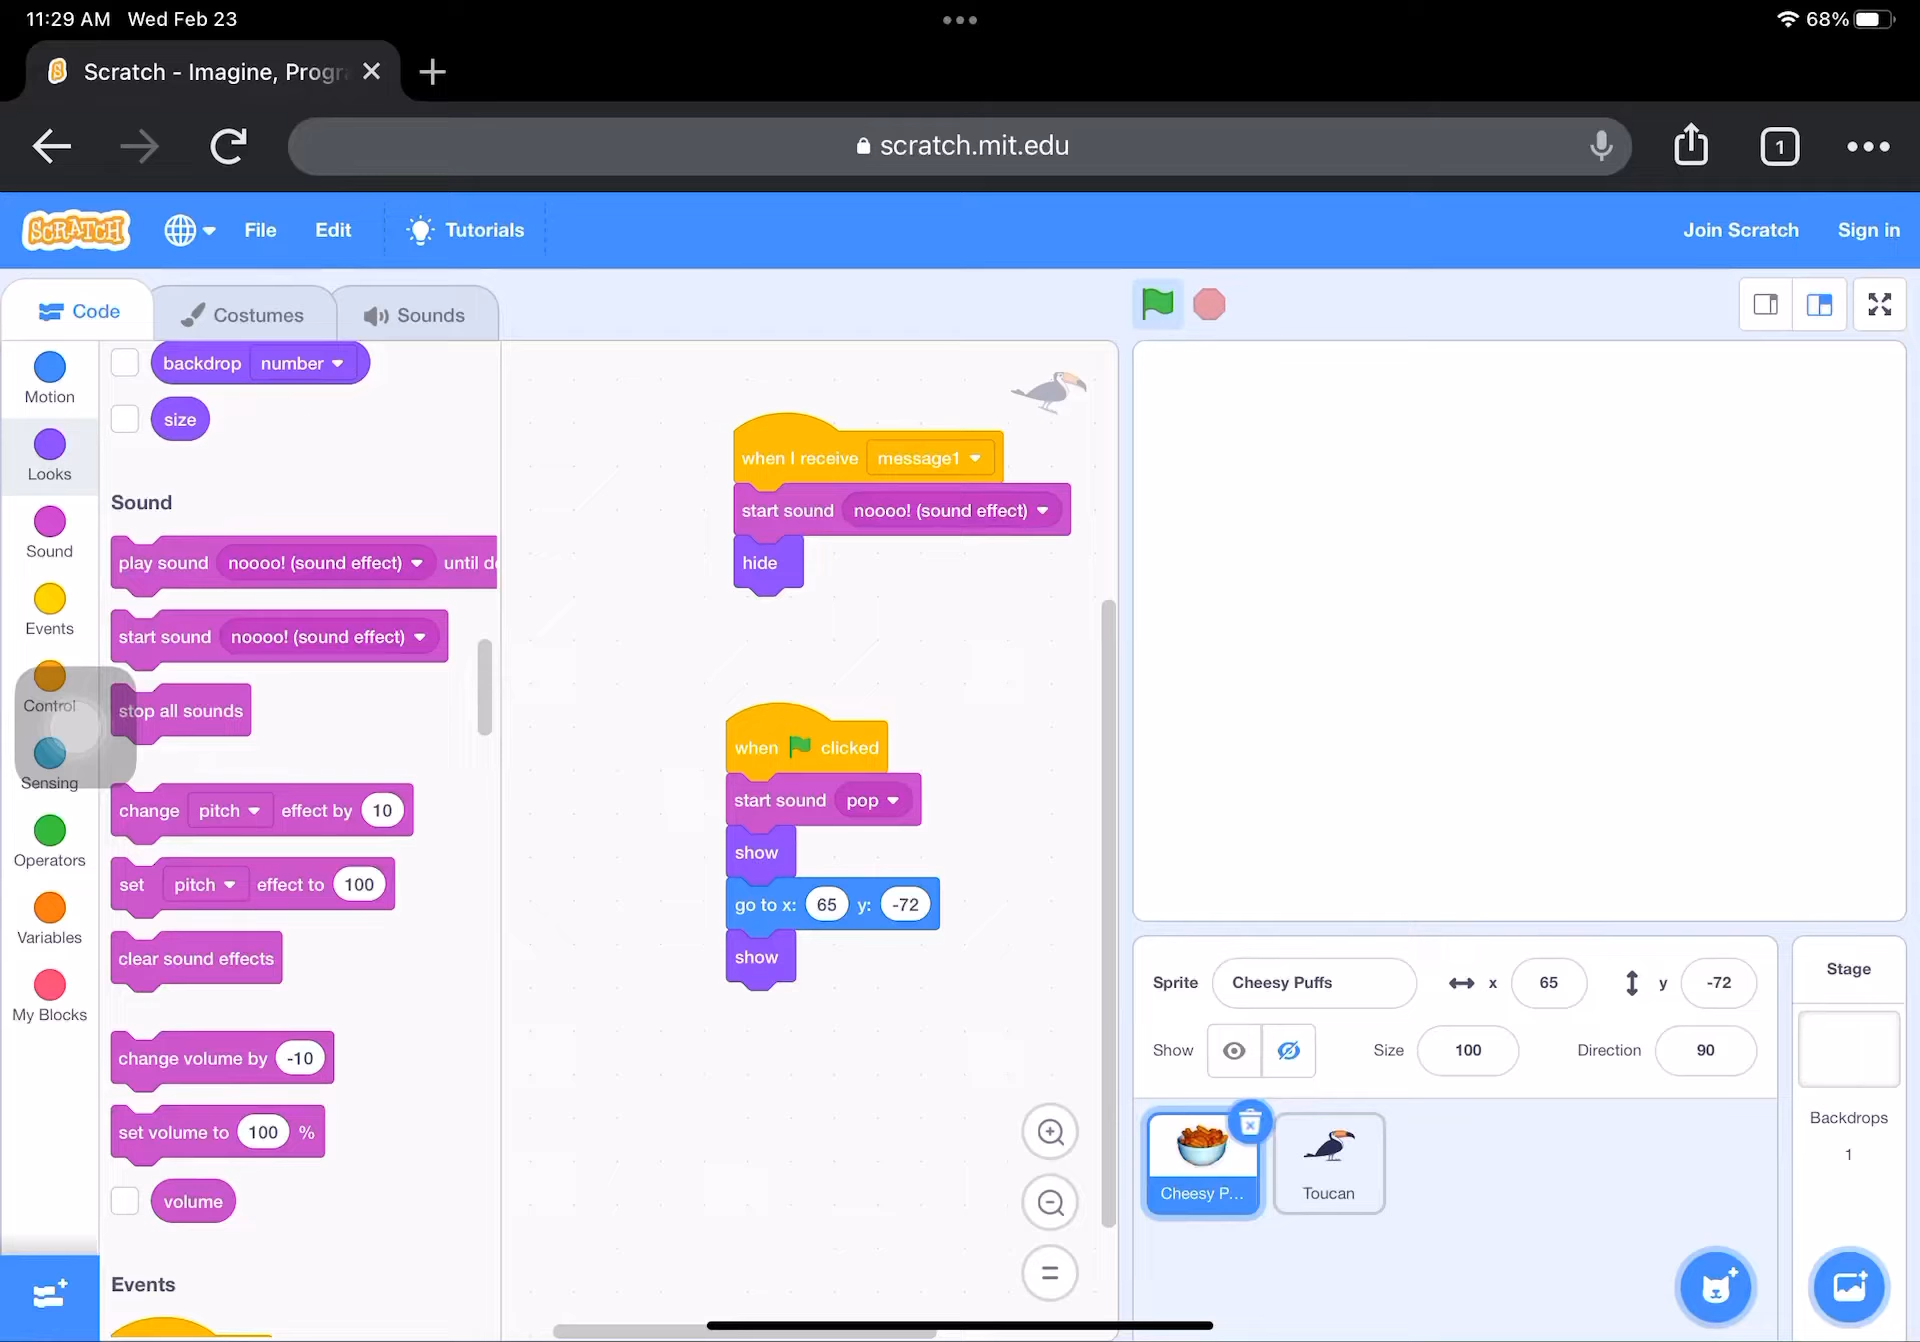 11:29 AM Wed Feb 23
68%
Scratch - Imagine, Progr
scratch.mit.edu
1
SCRATCH
File
Edit
Tutorials
Join Scratch
Sign in
Code
Costumes
Sounds
Motion
Looks
Sound
Events
Control
Sensing
Operators
Variables
My Blocks
backdrop number
size
Sound
play sound noooo! (sound effect) until d
start sound noooo! (sound effect)
stop all sounds
change pitch effect by 10
set pitch effect to 100
clear sound effects
change volume by -10
set volume to 100 %
volume
Events
when I receive message1
start sound noooo! (sound effect)
hide
when clicked
start sound pop
show
go to x: 65 y: -72
show
Sprite Cheesy Puffs x 65 y -72
Show Size 100 Direction 90
Cheesy P...
Toucan
Stage
Backdrops
1